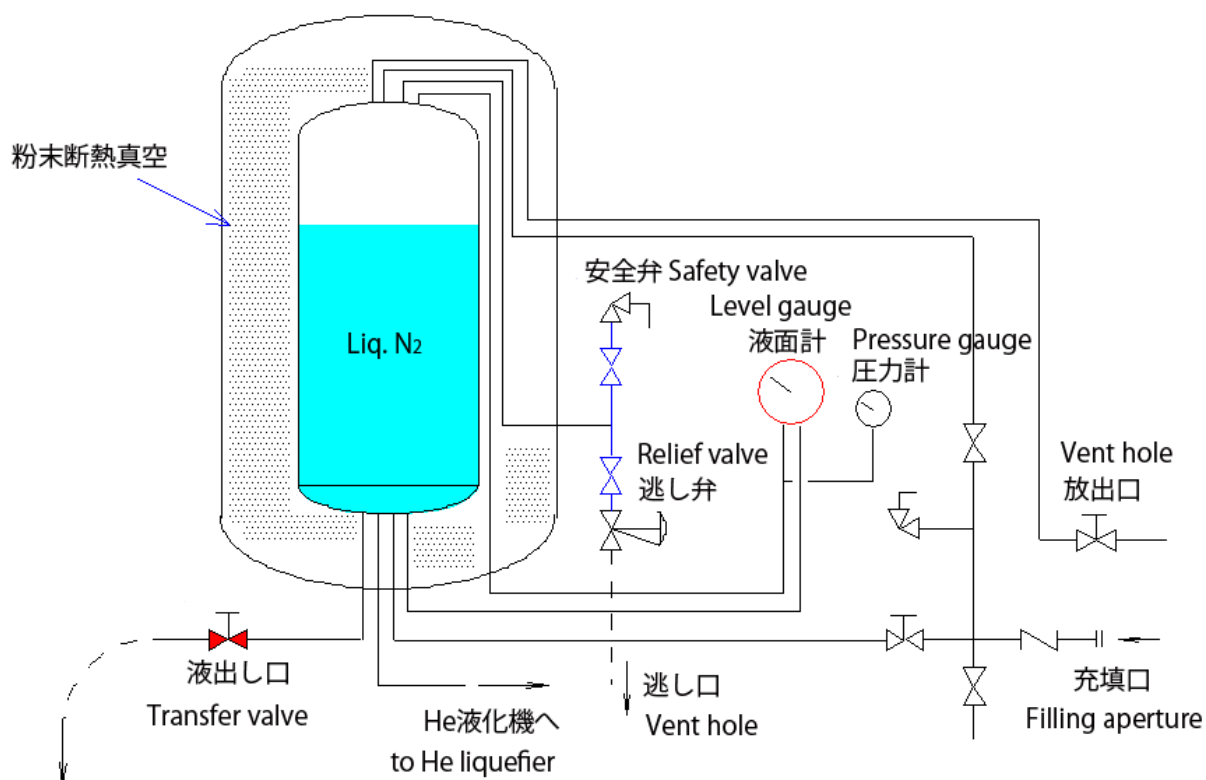 粉末断熱真空
Liq. N2
安全弁 Safety valve
Level gauge
液面計
Pressure gauge
圧力計
Relief valve
逃し弁
Vent hole
放出口
液出し口
Transfer valve
He液化機へ
to He liquefier
逃し口
Vent hole
充填口
Filling aperture